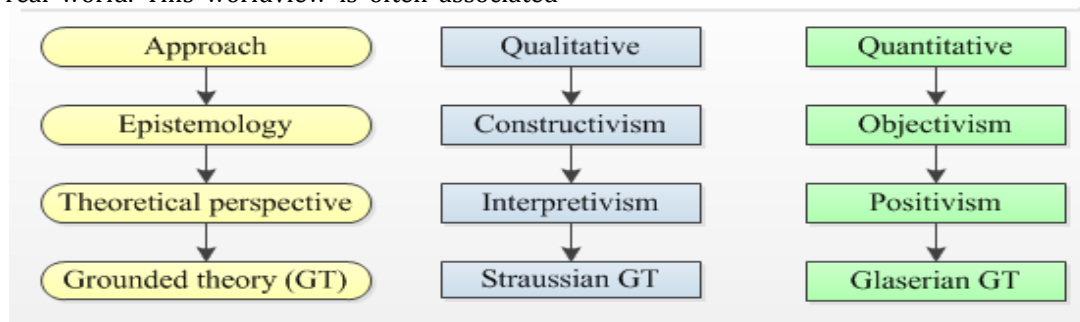 real world. This worldview is often associated
Approach Qualitative Quantitative
Epistemology Constructivism Objectivism
Theoretical perspective Interpretivism Positivism
Grounded theory (GT) Straussian GT Glaserian GT